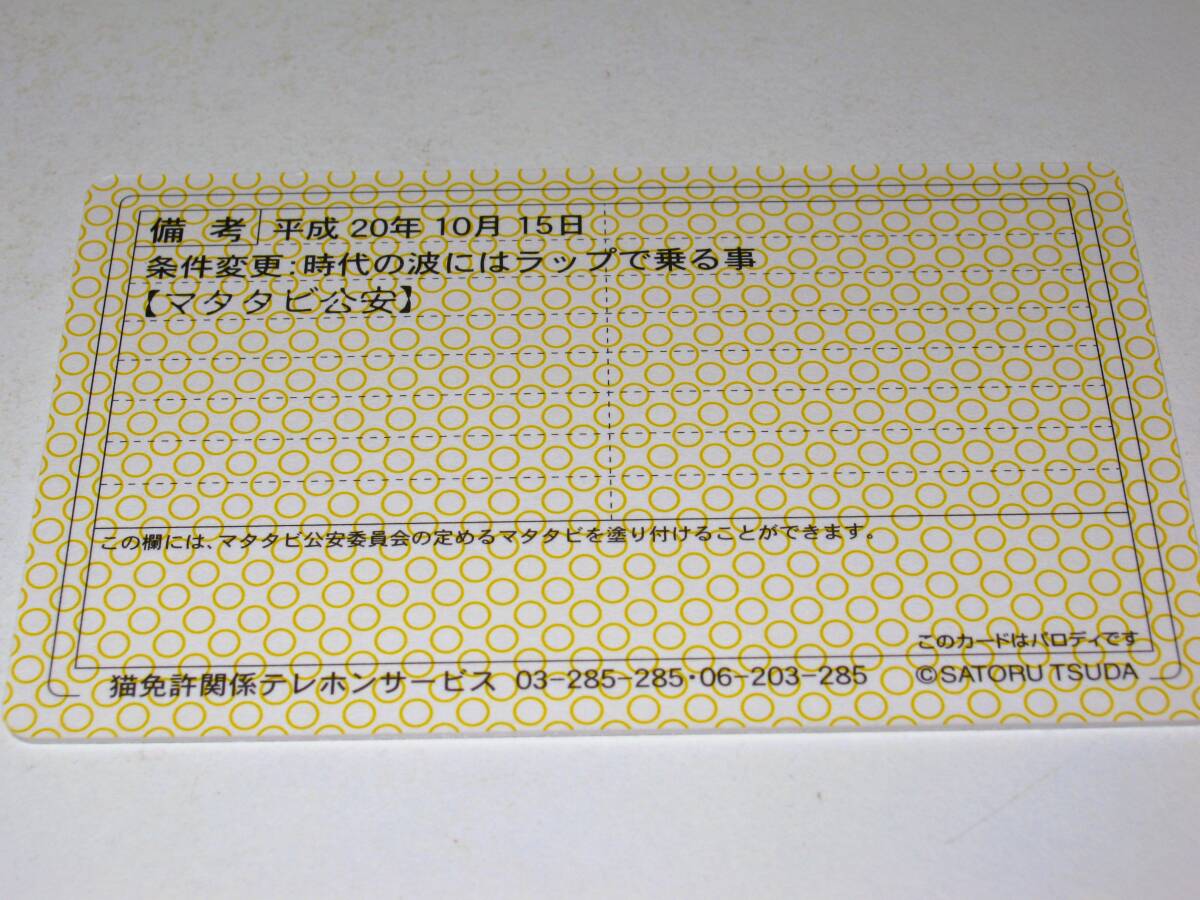 備考 平成 20年 10月 15日
条件変更:時代の波にはラップで乗る事
【マタタビ公安】
この欄には、マタタビ公安委員会の定めるマタタビを塗り付けることができます。
このカードはパロディです
猫免許関係テレホンサービス 03-285-285・06-203-285 ©SATORU TSUDA